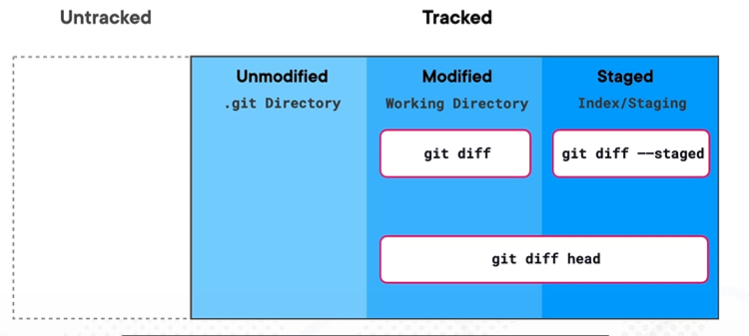 Untracked
Tracked
Unmodified
Modified
Staged
.git Directory
Working Directory
Index/Staging
git diff
git diff --staged
git diff head